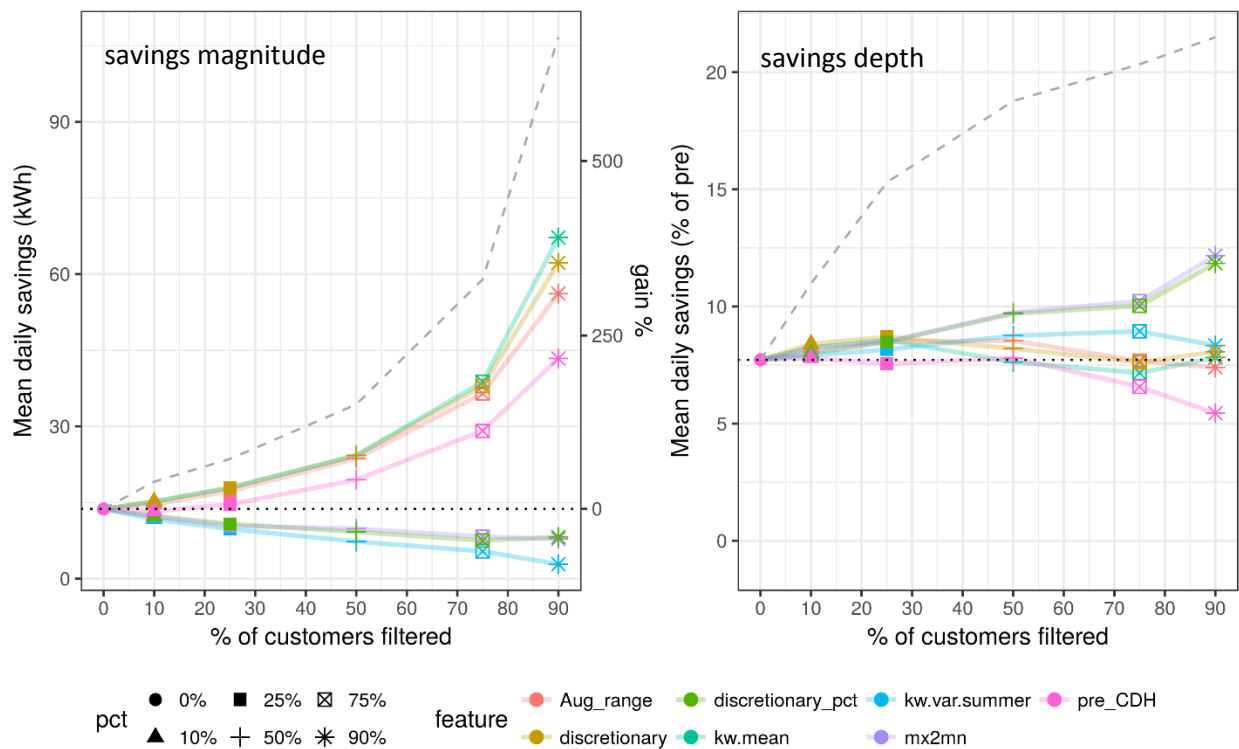 savings magnitude
Mean daily savings (kWh)
90
60
30
0
500
250
0
gain %
0 10 20 30 40 50 60 70 80 90
% of customers filtered
savings depth
Mean daily savings (% of pre)
20
15
10
5
0
0 10 20 30 40 50 60 70 80 90
% of customers filtered
pct
0% 25% 75%
10% 50% 90%
feature
Aug_range discretionary_pct kw.var.summer pre_CDH
discretionary kw.mean mx2mn